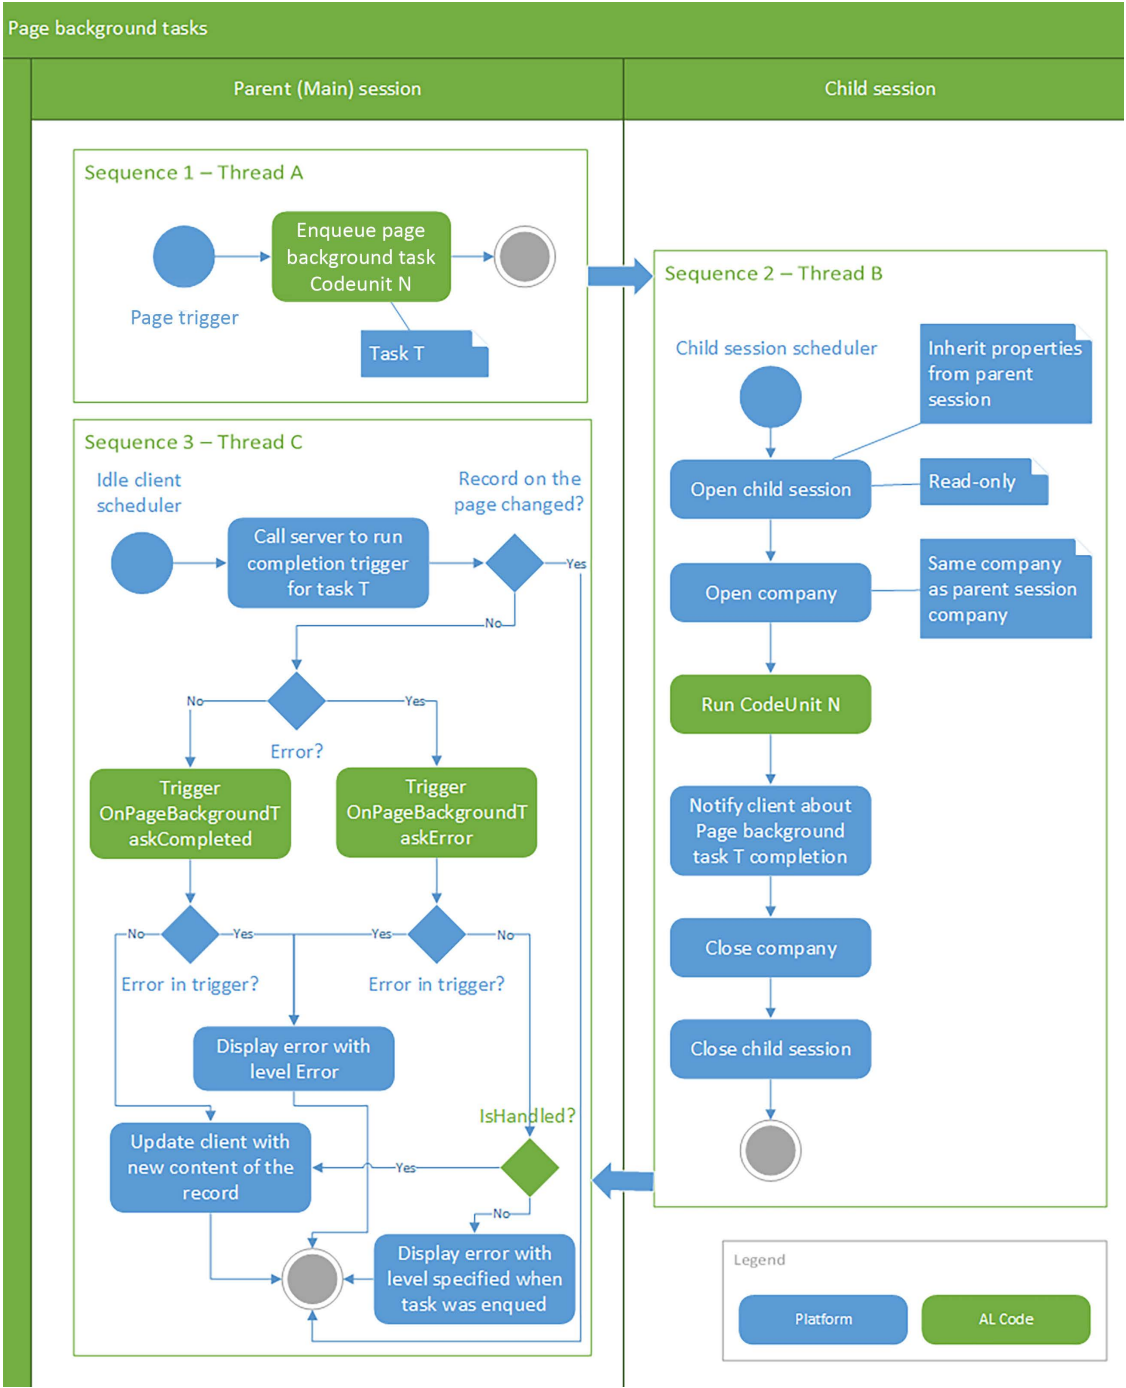 Page background tasks
Parent (Main) session
Child session
Sequence 1 – Thread A
Enqueue page
background task
Codeunit N
Page trigger
Task T
Sequence 2 – Thread B
Child session scheduler
Inherit properties
from parent
session
Open child session
Read-only
Open company
Same company
as parent session
company
Run CodeUnit N
Notify client about
Page background
task T completion
Close company
Close child session
Sequence 3 – Thread C
Idle client
scheduler
Record on the
page changed?
Call server to run
completion trigger
for task T
Yes
No
No
Yes
Error?
Trigger
OnPageBackgroundT
askCompleted
Trigger
OnPageBackgroundT
askError
No
Yes
Yes
No
Error in trigger?
Error in trigger?
Display error with
level Error
IsHandled?
Update client with
new content of the
record
Yes
No
Display error with
level specified when
task was enqued
Legend
Platform
AL Code